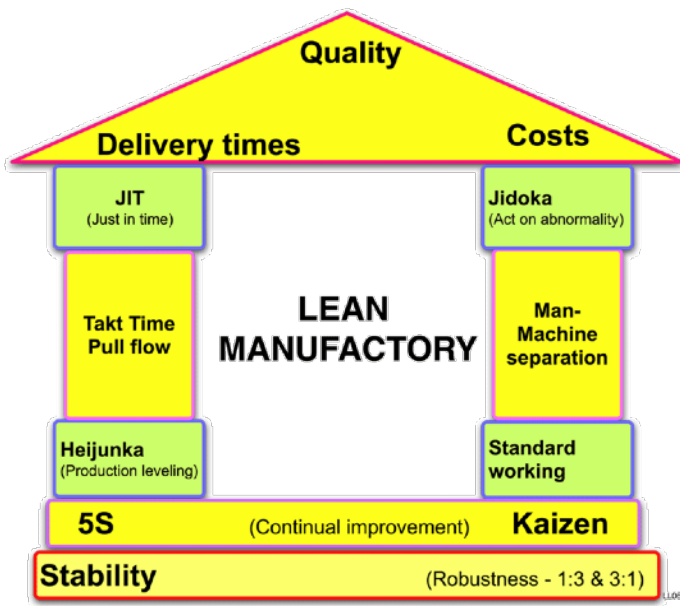 Quality
Delivery times
Costs
JIT
(Just in time)
Takt Time
Pull flow
Heijunka
(Production leveling)
LEAN
MANUFACTORY
Jidoka
(Act on abnormality)
Man-
Machine
separation
Standard
working
5S (Continual improvement) Kaizen
Stability (Robustness - 1:3 & 3:1)